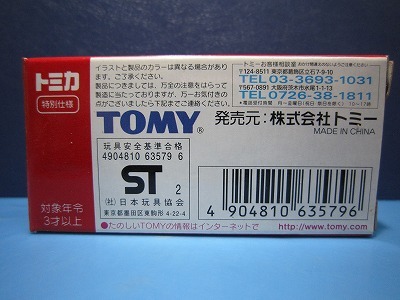 トミカ
特別仕様
対象年令
3才以上
イラストと製品のカラーは異なる場合があり
ます。ご了承ください。
製品につきましては、万全の注意をはらって
製造に当たっておりますが、万一お気付きの
点がございましたら下記までご連絡ください。
トミーお客様相談室
〒124-8511 東京都葛飾区立石7-9-10
TEL03-3693-1031
〒567-0891 大阪府茨木市水尾1-1-13
TEL0726-38-1811
TOMY®
発売元：株式会社トミー
MADE IN CHINA
玩具安全基準合格
4904810 63579 6
ST 2
(社)日本玩具協会
東京都墨田区東駒形 4-22-4
4 904810 635796
●たのしいTOMYの情報はインターネットで
http://www.tomy.com/